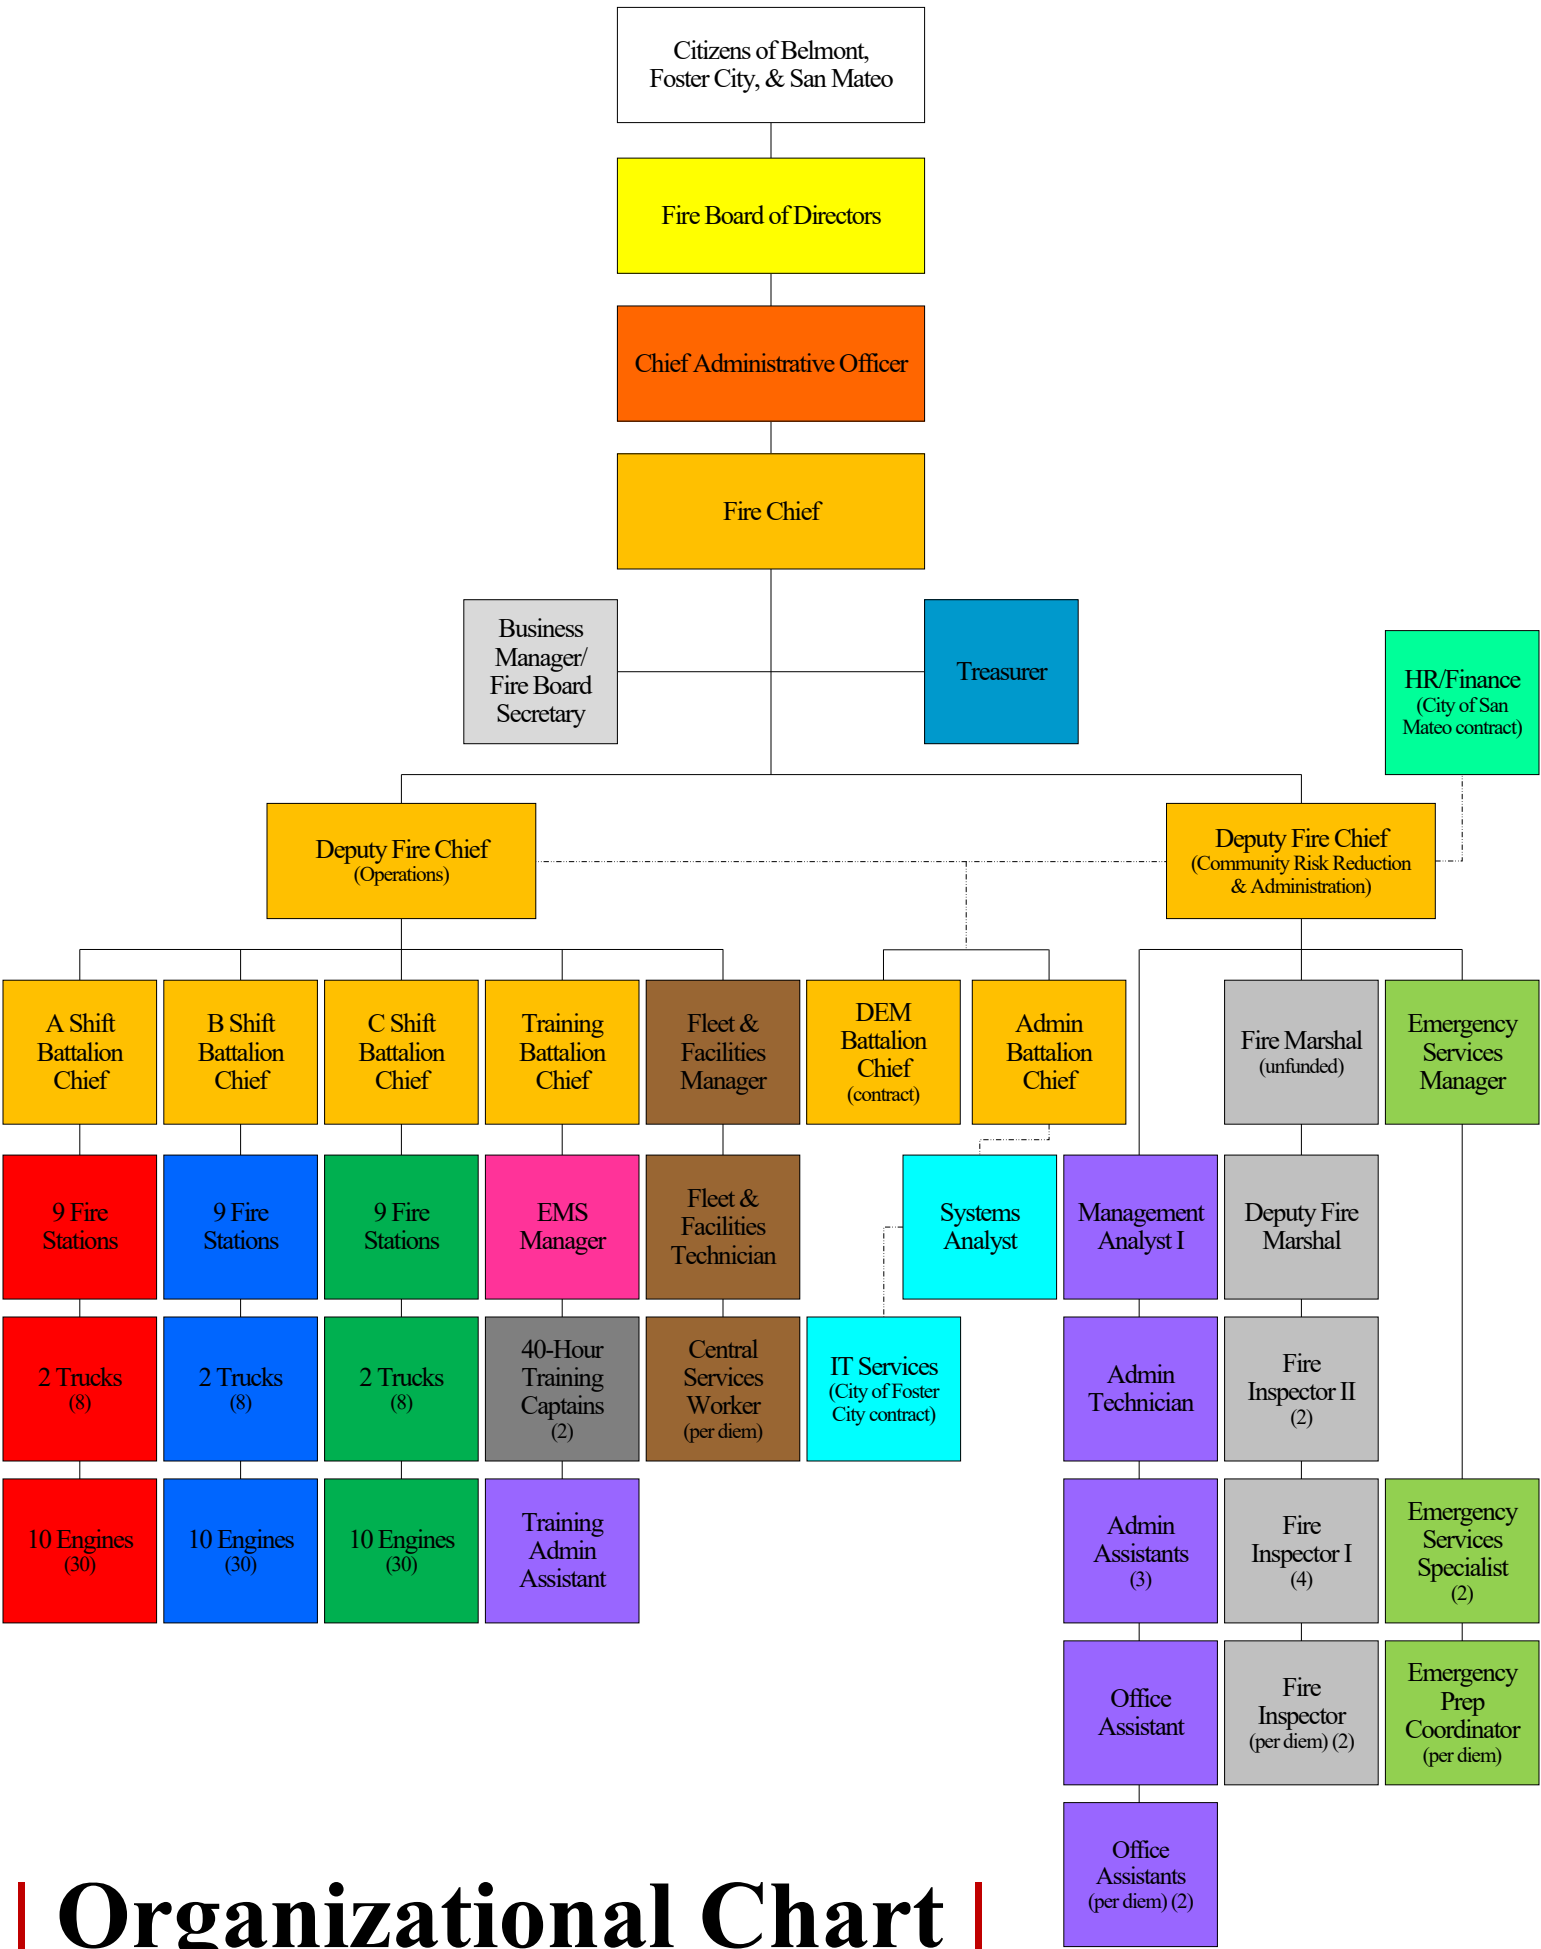 Citizens of Belmont,
Foster City, & San Mateo
Fire Board of Directors
Chief Administrative Officer
Fire Chief
Business
Manager/
Fire Board
Secretary
Treasurer
HR/Finance
(City of San
Mateo contract)
Deputy Fire Chief
(Operations)
Deputy Fire Chief
(Community Risk Reduction
& Administration)
A Shift
Battalion
Chief
B Shift
Battalion
Chief
C Shift
Battalion
Chief
Training
Battalion
Chief
Fleet &
Facilities
Manager
DEM
Battalion
Chief
(contract)
Admin
Battalion
Chief
Fire Marshal
(unfunded)
Emergency
Services
Manager
9 Fire
Stations
9 Fire
Stations
9 Fire
Stations
EMS
Manager
Fleet &
Facilities
Technician
Systems
Analyst
Management
Analyst I
Deputy Fire
Marshal
2 Trucks
(8)
2 Trucks
(8)
2 Trucks
(8)
40-Hour
Training
Captains
(2)
Central
Services
Worker
(per diem)
IT Services
(City of Foster
City contract)
Admin
Technician
Fire
Inspector II
(2)
10 Engines
(30)
10 Engines
(30)
10 Engines
(30)
Training
Admin
Assistant
Admin
Assistants
(3)
Fire
Inspector I
(4)
Emergency
Services
Specialist
(2)
Office
Assistant
Fire
Inspector
(per diem) (2)
Emergency
Prep
Coordinator
(per diem)
Office
Assistants
(per diem) (2)
| Organizational Chart |